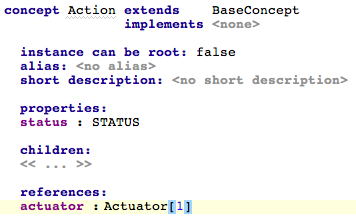 concept Action extends BaseConcept
implements <none>
instance can be root: false
alias: <no alias>
short description: <no short description>
properties:
status : STATUS
children:
<< ... >>
references:
actuator : Actuator[1]